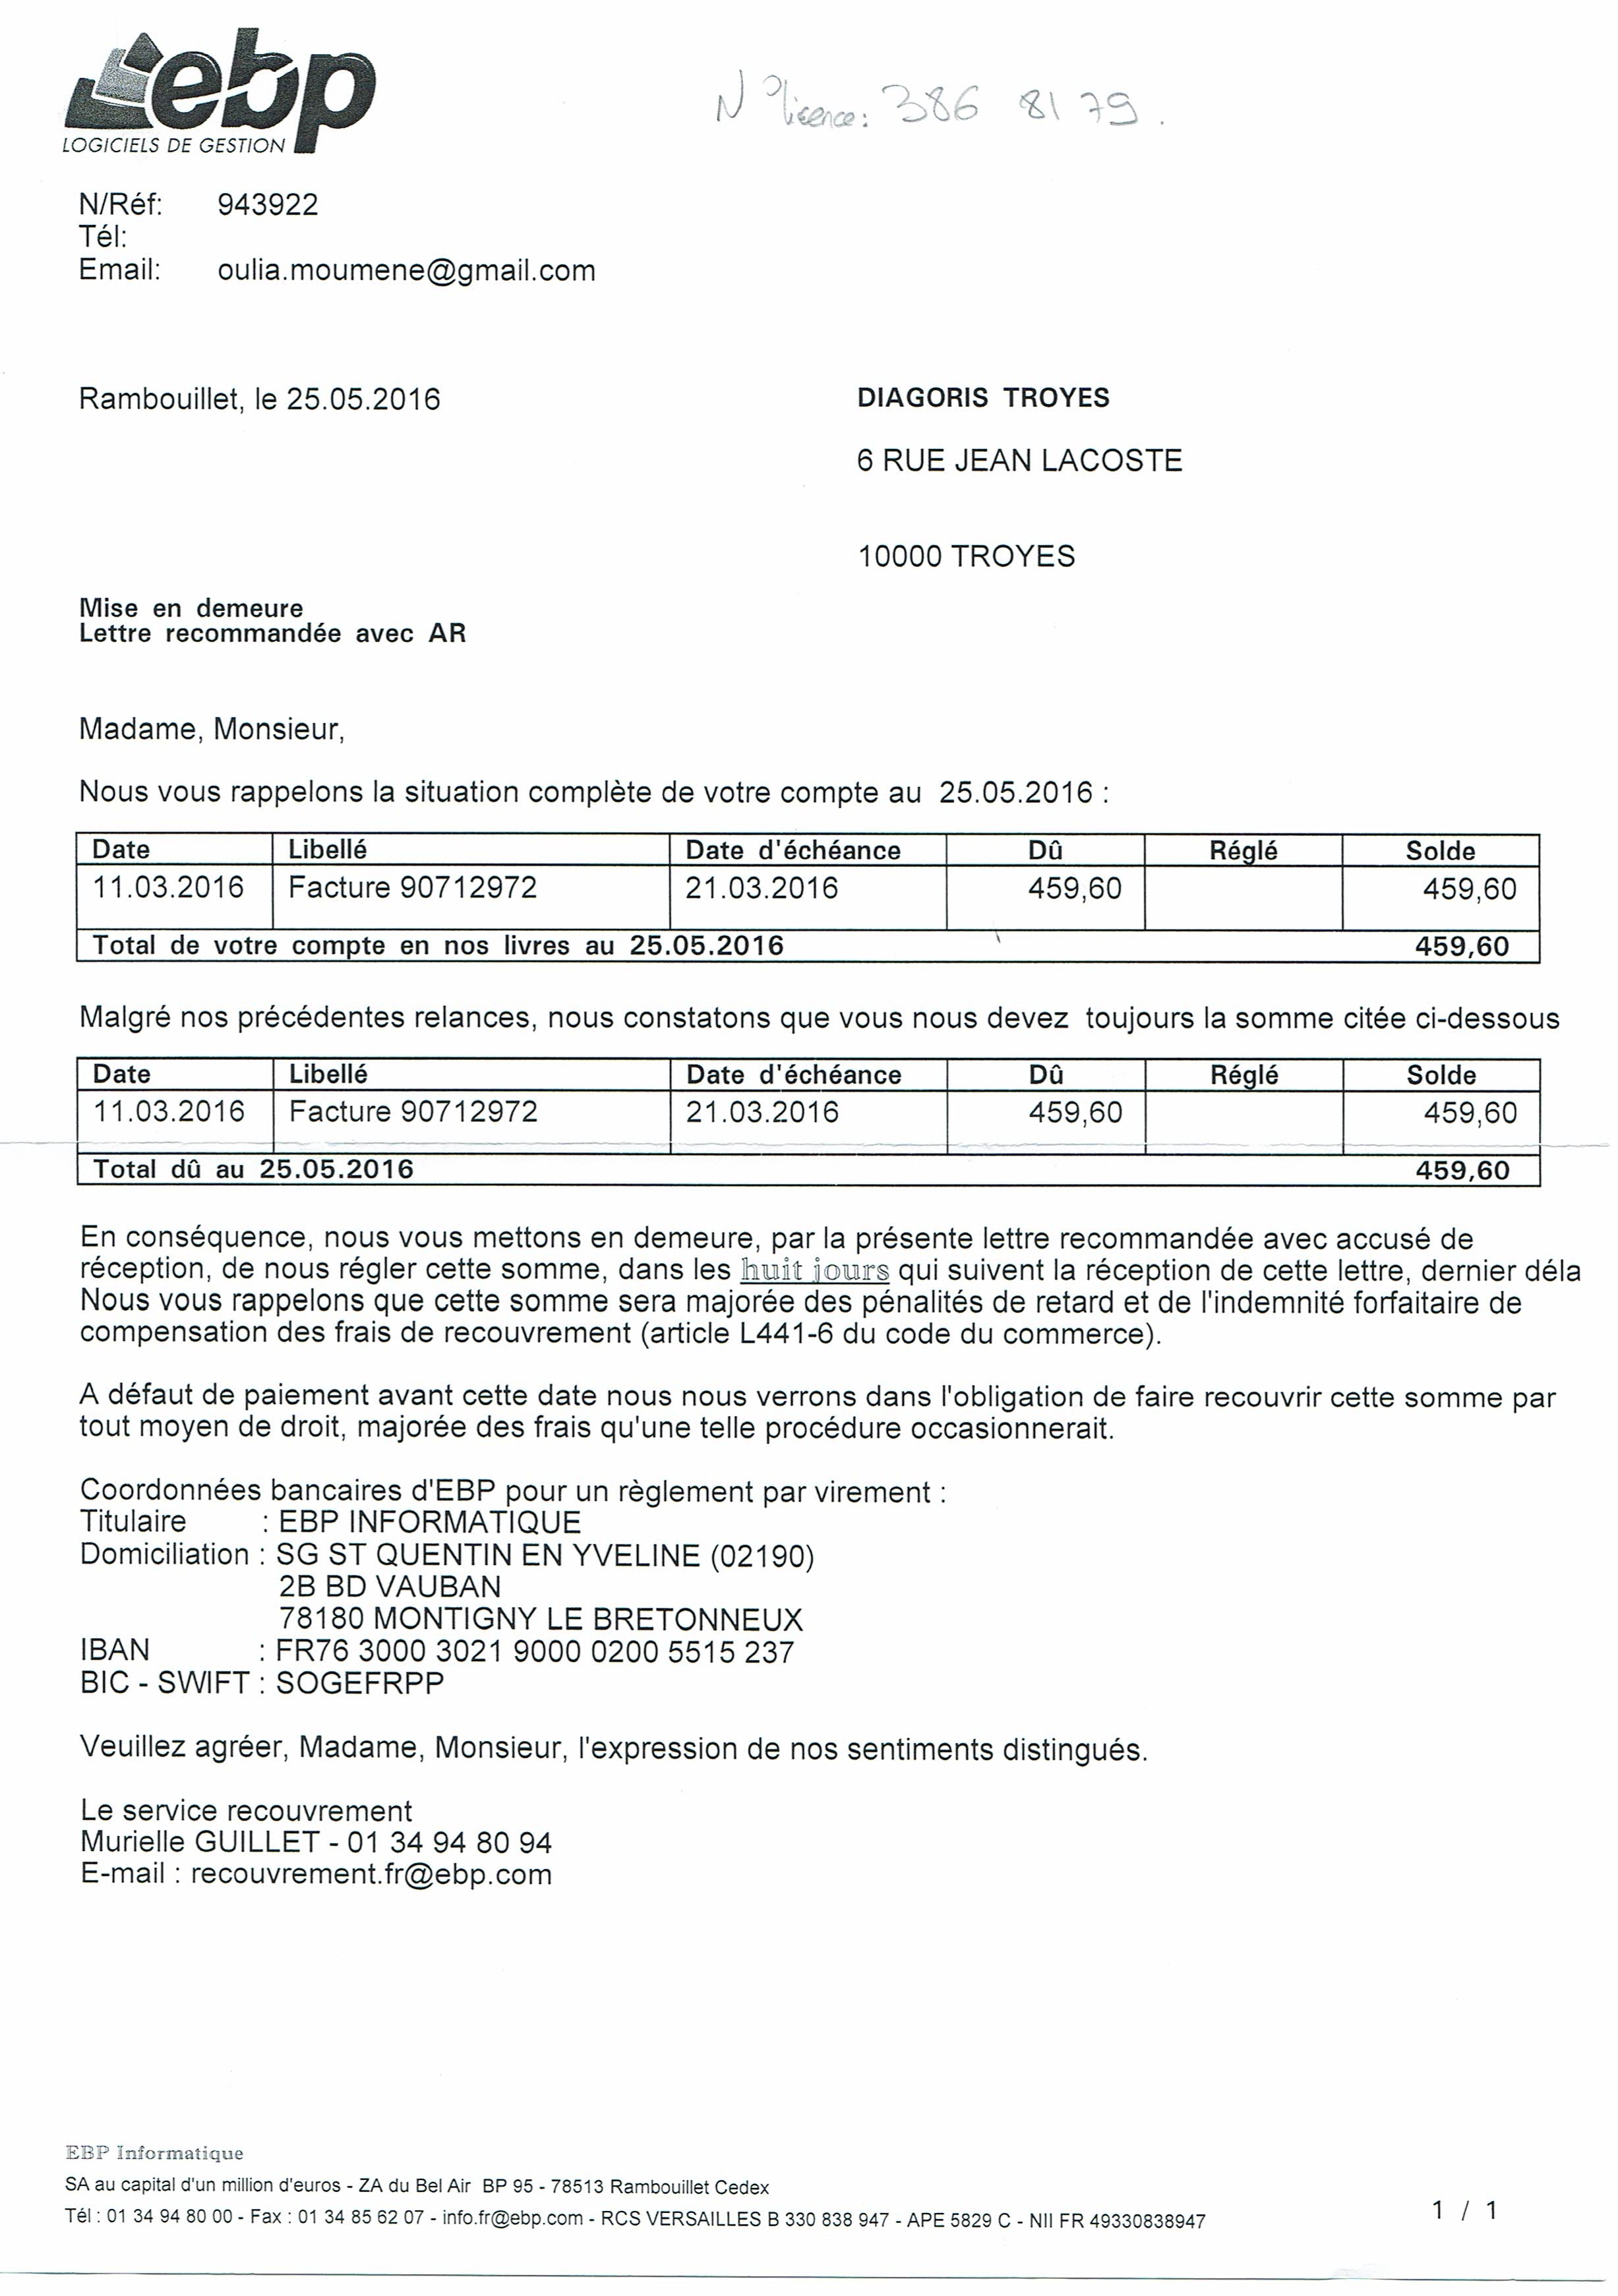 ebp
LOGICIELS DE GESTION
N° licence: 386 81 79.
N/Réf: 943922
Tél:
Email: oulia.moumene@gmail.com
Rambouillet, le 25.05.2016
DIAGORIS TROYES
6 RUE JEAN LACOSTE
10000 TROYES
Mise en demeure
Lettre recommandée avec AR
Madame, Monsieur,
Nous vous rappelons la situation complète de votre compte au 25.05.2016 :
Date Libellé Date d'échéance Dû Réglé Solde
11.03.2016 Facture 90712972 21.03.2016 459,60 459,60
Total de votre compte en nos livres au 25.05.2016 459,60
Malgré nos précédentes relances, nous constatons que vous nous devez toujours la somme citée ci-dessous
Date Libellé Date d'échéance Dû Réglé Solde
11.03.2016 Facture 90712972 21.03.2016 459,60 459,60
Total dû au 25.05.2016 459,60
En conséquence, nous vous mettons en demeure, par la présente lettre recommandée avec accusé de
réception, de nous régler cette somme, dans les huit jours qui suivent la réception de cette lettre, dernier déla
Nous vous rappelons que cette somme sera majorée des pénalités de retard et de l'indemnité forfaitaire de
compensation des frais de recouvrement (article L441-6 du code du commerce).
A défaut de paiement avant cette date nous nous verrons dans l'obligation de faire recouvrir cette somme par
tout moyen de droit, majorée des frais qu'une telle procédure occasionnerait.
Coordonnées bancaires d'EBP pour un règlement par virement :
Titulaire : EBP INFORMATIQUE
Domiciliation : SG ST QUENTIN EN YVELINE (02190)
2B BD VAUBAN
78180 MONTIGNY LE BRETONNEUX
IBAN : FR76 3000 3021 9000 0200 5515 237
BIC - SWIFT : SOGEFRPP
Veuillez agréer, Madame, Monsieur, l'expression de nos sentiments distingués.
Le service recouvrement
Murielle GUILLET - 01 34 94 80 94
E-mail : recouvrement.fr@ebp.com
EBP Informatique
SA au capital d'un million d'euros - ZA du Bel Air BP 95 - 78513 Rambouillet Cedex
Tél : 01 34 94 80 00 - Fax : 01 34 85 62 07 - info.fr@ebp.com - RCS VERSAILLES B 330 838 947 - APE 5829 C - NII FR 49330838947
1 / 1